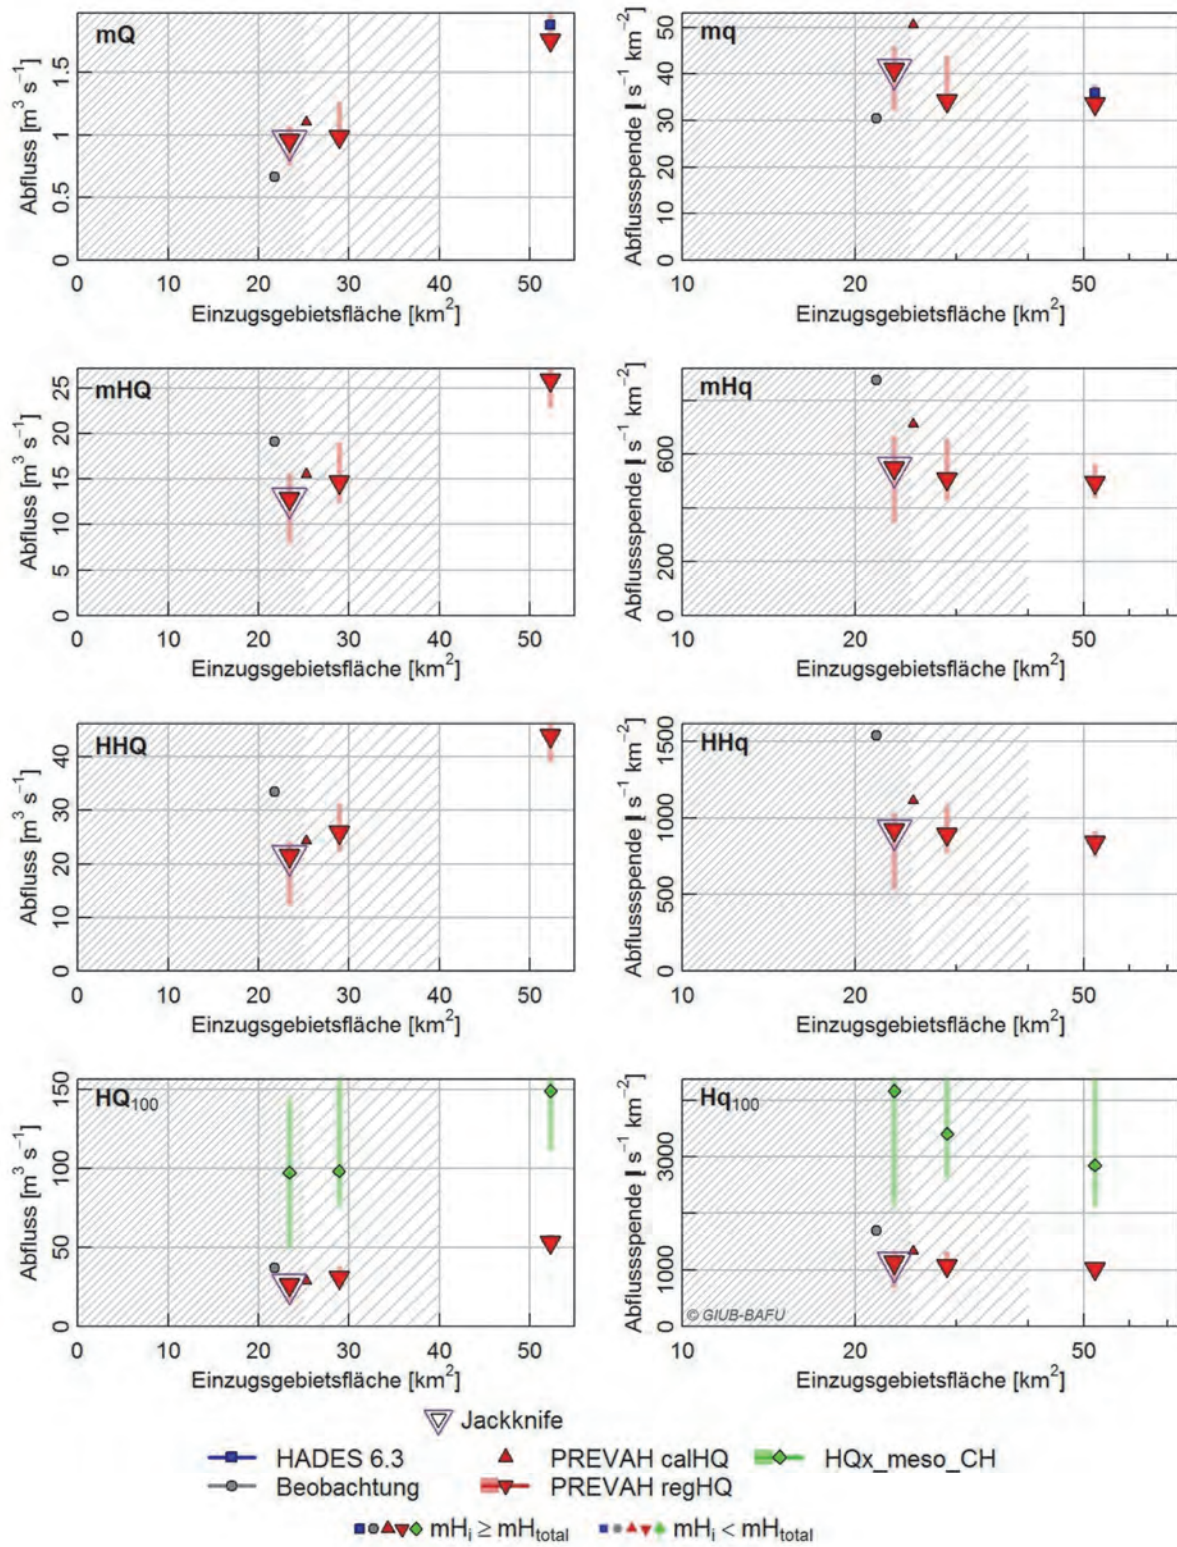 mQ
Abfluss [m³ s⁻¹]
1.5
1
0.5
0
0 10 20 30 40 50
Einzugsgebietsfläche [km²]
mq
Abflussspende [l s⁻¹ km⁻²]
50
40
30
20
10
0
10 20 50
Einzugsgebietsfläche [km²]
mHQ
Abfluss [m³ s⁻¹]
25
20
15
10
5
0
0 10 20 30 40 50
Einzugsgebietsfläche [km²]
mHq
Abflussspende [l s⁻¹ km⁻²]
600
200
0
10 20 50
Einzugsgebietsfläche [km²]
HHQ
Abfluss [m³ s⁻¹]
40
30
20
10
0
0 10 20 30 40 50
Einzugsgebietsfläche [km²]
HHq
Abflussspende [l s⁻¹ km⁻²]
1500
1000
500
0
10 20 50
Einzugsgebietsfläche [km²]
HQ₁₀₀
Abfluss [m³ s⁻¹]
150
100
50
0
0 10 20 30 40 50
Einzugsgebietsfläche [km²]
Hq₁₀₀
Abflussspende [l s⁻¹ km⁻²]
3000
1000
0
© GIUB-BAFU
10 20 50
Einzugsgebietsfläche [km²]
Jackknife
HADES 6.3 PREVAH calHQ HQx_meso_CH
Beobachtung PREVAH regHQ
mHᵢ ≥ mH_total mHᵢ < mH_total